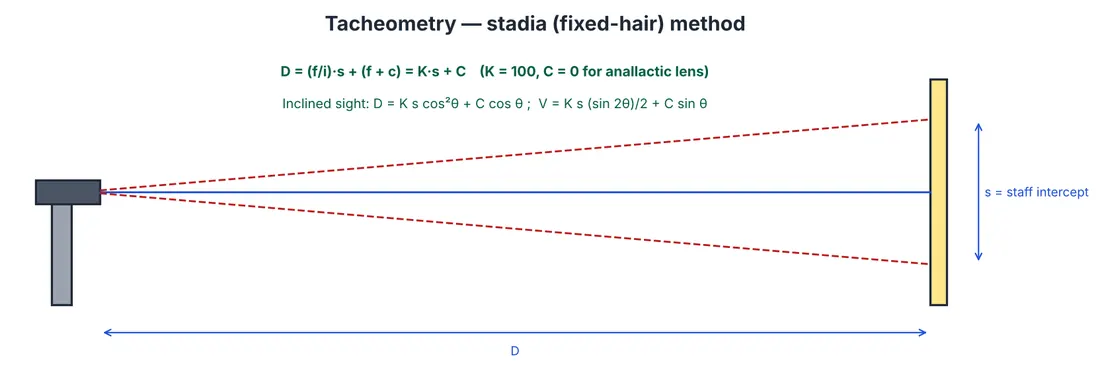 Tacheometry — stadia (fixed-hair) method
D = (f/i)·s + (f + c) = K·s + C (K = 100, C = 0 for anallactic lens)
Inclined sight: D = K s cos²θ + C cos θ ; V = K s (sin 2θ)/2 + C sin θ
s = staff intercept
D